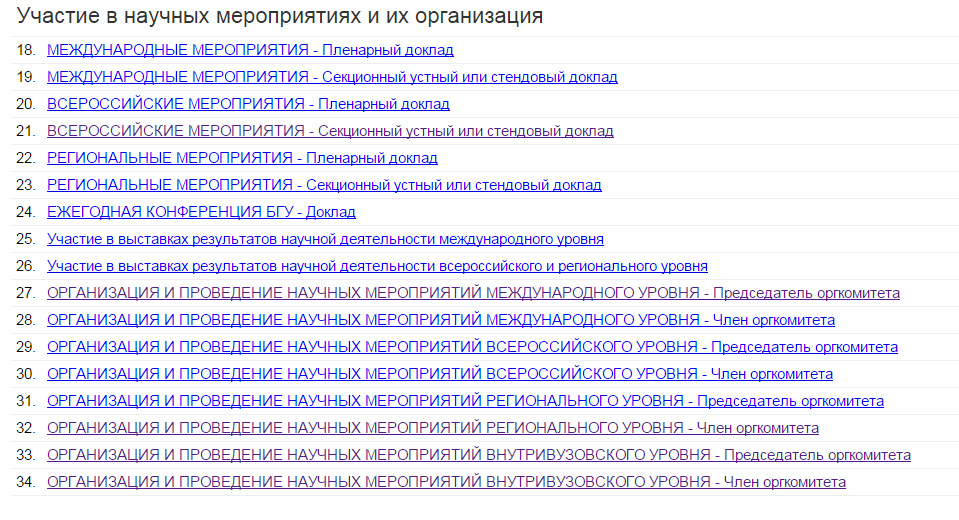 Участие в научных мероприятиях и их организация
18. МЕЖДУНАРОДНЫЕ МЕРОПРИЯТИЯ - Пленарный доклад
19. МЕЖДУНАРОДНЫЕ МЕРОПРИЯТИЯ - Секционный устный или стендовый доклад
20. ВСЕРОССИЙСКИЕ МЕРОПРИЯТИЯ - Пленарный доклад
21. ВСЕРОССИЙСКИЕ МЕРОПРИЯТИЯ - Секционный устный или стендовый доклад
22. РЕГИОНАЛЬНЫЕ МЕРОПРИЯТИЯ - Пленарный доклад
23. РЕГИОНАЛЬНЫЕ МЕРОПРИЯТИЯ - Секционный устный или стендовый доклад
24. ЕЖЕГОДНАЯ КОНФЕРЕНЦИЯ БГУ - Доклад
25. Участие в выставках результатов научной деятельности международного уровня
26. Участие в выставках результатов научной деятельности всероссийского и регионального уровня
27. ОРГАНИЗАЦИЯ И ПРОВЕДЕНИЕ НАУЧНЫХ МЕРОПРИЯТИЙ МЕЖДУНАРОДНОГО УРОВНЯ - Председатель оргкомитета
28. ОРГАНИЗАЦИЯ И ПРОВЕДЕНИЕ НАУЧНЫХ МЕРОПРИЯТИЙ МЕЖДУНАРОДНОГО УРОВНЯ - Член оргкомитета
29. ОРГАНИЗАЦИЯ И ПРОВЕДЕНИЕ НАУЧНЫХ МЕРОПРИЯТИЙ ВСЕРОССИЙСКОГО УРОВНЯ - Председатель оргкомитета
30. ОРГАНИЗАЦИЯ И ПРОВЕДЕНИЕ НАУЧНЫХ МЕРОПРИЯТИЙ ВСЕРОССИЙСКОГО УРОВНЯ - Член оргкомитета
31. ОРГАНИЗАЦИЯ И ПРОВЕДЕНИЕ НАУЧНЫХ МЕРОПРИЯТИЙ РЕГИОНАЛЬНОГО УРОВНЯ - Председатель оргкомитета
32. ОРГАНИЗАЦИЯ И ПРОВЕДЕНИЕ НАУЧНЫХ МЕРОПРИЯТИЙ РЕГИОНАЛЬНОГО УРОВНЯ - Член оргкомитета
33. ОРГАНИЗАЦИЯ И ПРОВЕДЕНИЕ НАУЧНЫХ МЕРОПРИЯТИЙ ВНУТРИВУЗОВСКОГО УРОВНЯ - Председатель оргкомитета
34. ОРГАНИЗАЦИЯ И ПРОВЕДЕНИЕ НАУЧНЫХ МЕРОПРИЯТИЙ ВНУТРИВУЗОВСКОГО УРОВНЯ - Член оргкомитета